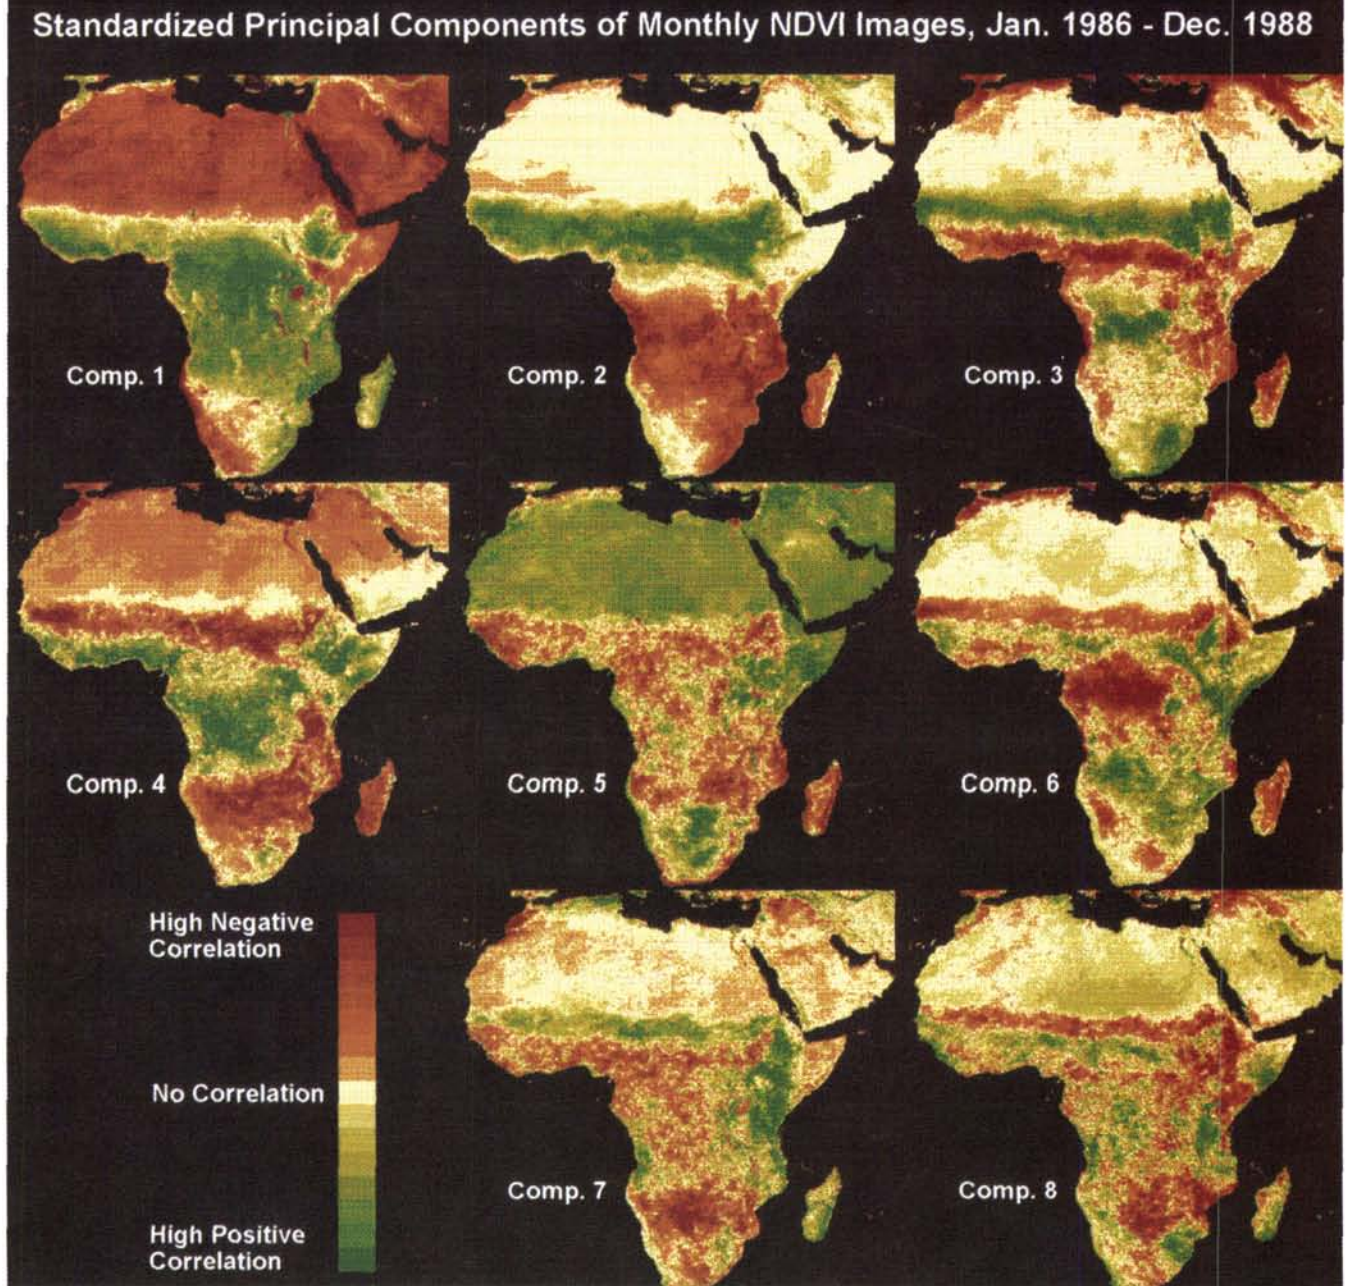 Standardized Principal Components of Monthly NDVI Images, Jan. 1986 - Dec. 1988
Comp. 1
Comp. 2
Comp. 3
Comp. 4
Comp. 5
Comp. 6
High Negative
Correlation
No Correlation
High Positive
Correlation
Comp. 7
Comp. 8